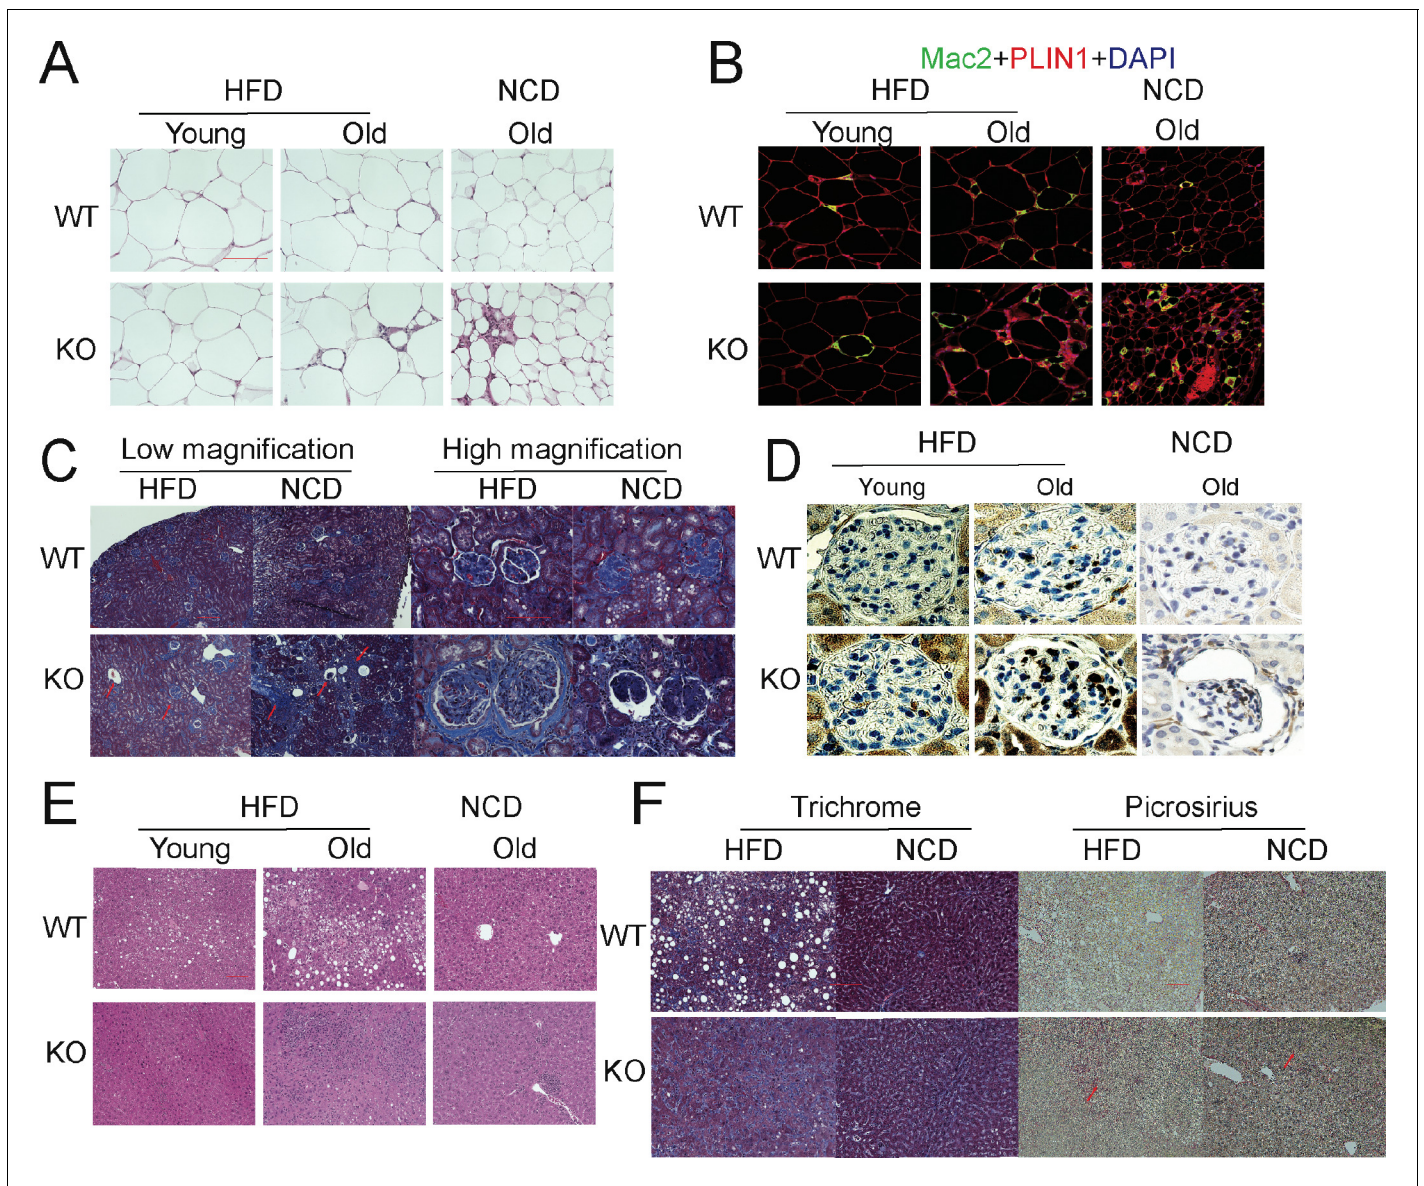 A
HFD NCD
Young Old Old
WT
KO
B
Mac2+PLIN1+DAPI
HFD NCD
Young Old Old
WT
KO
C
Low magnification High magnification
HFD NCD HFD NCD
WT
KO
D
HFD NCD
Young Old Old
WT
KO
E
HFD NCD
Young Old Old
WT
KO
F
Trichrome Picrosirius
HFD NCD HFD NCD
WT
KO